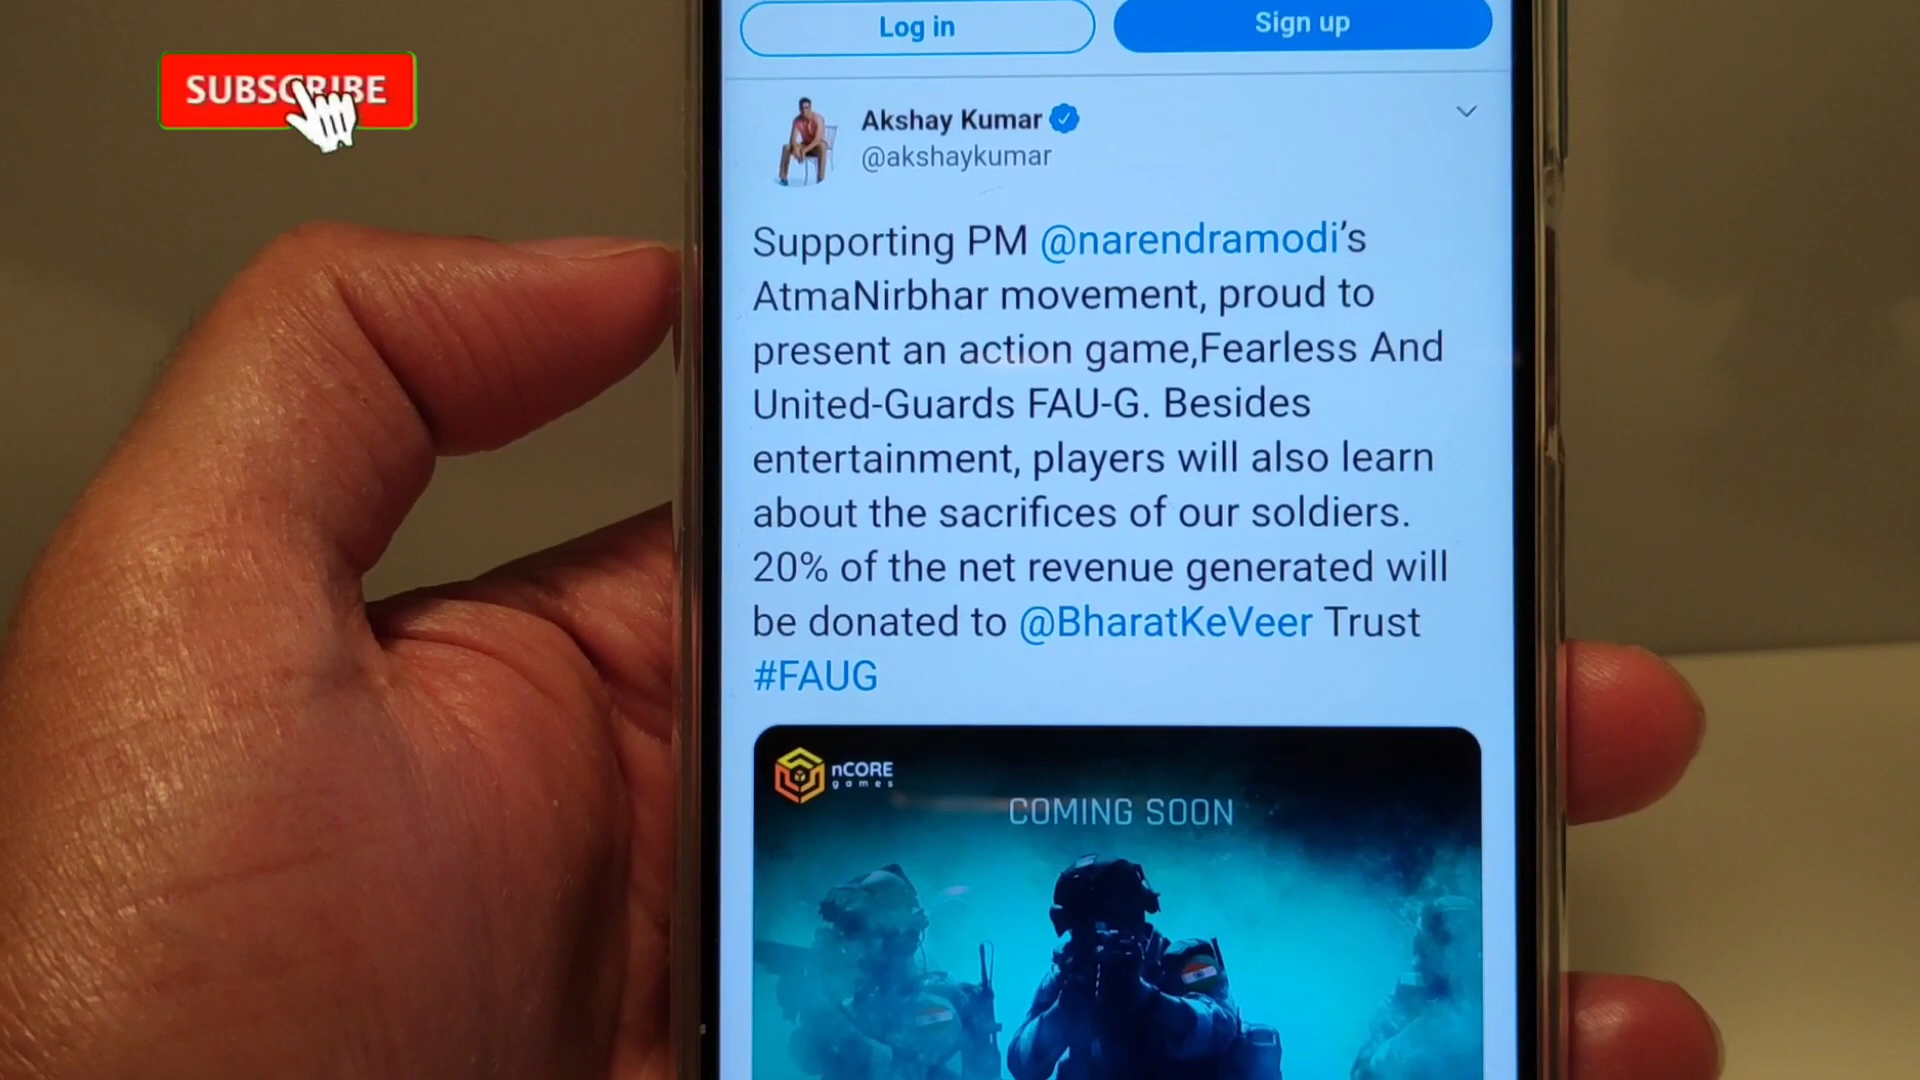 Log in
Sign up
SUBSCRIBE
Akshay Kumar
@akshaykumar
Supporting PM @narendramodi’s
AtmaNirbhar movement, proud to
present an action game,Fearless And
United-Guards FAU-G. Besides
entertainment, players will also learn
about the sacrifices of our soldiers.
20% of the net revenue generated will
be donated to @BharatKeVeer Trust
#FAUG
nCORE
games
COMING SOON